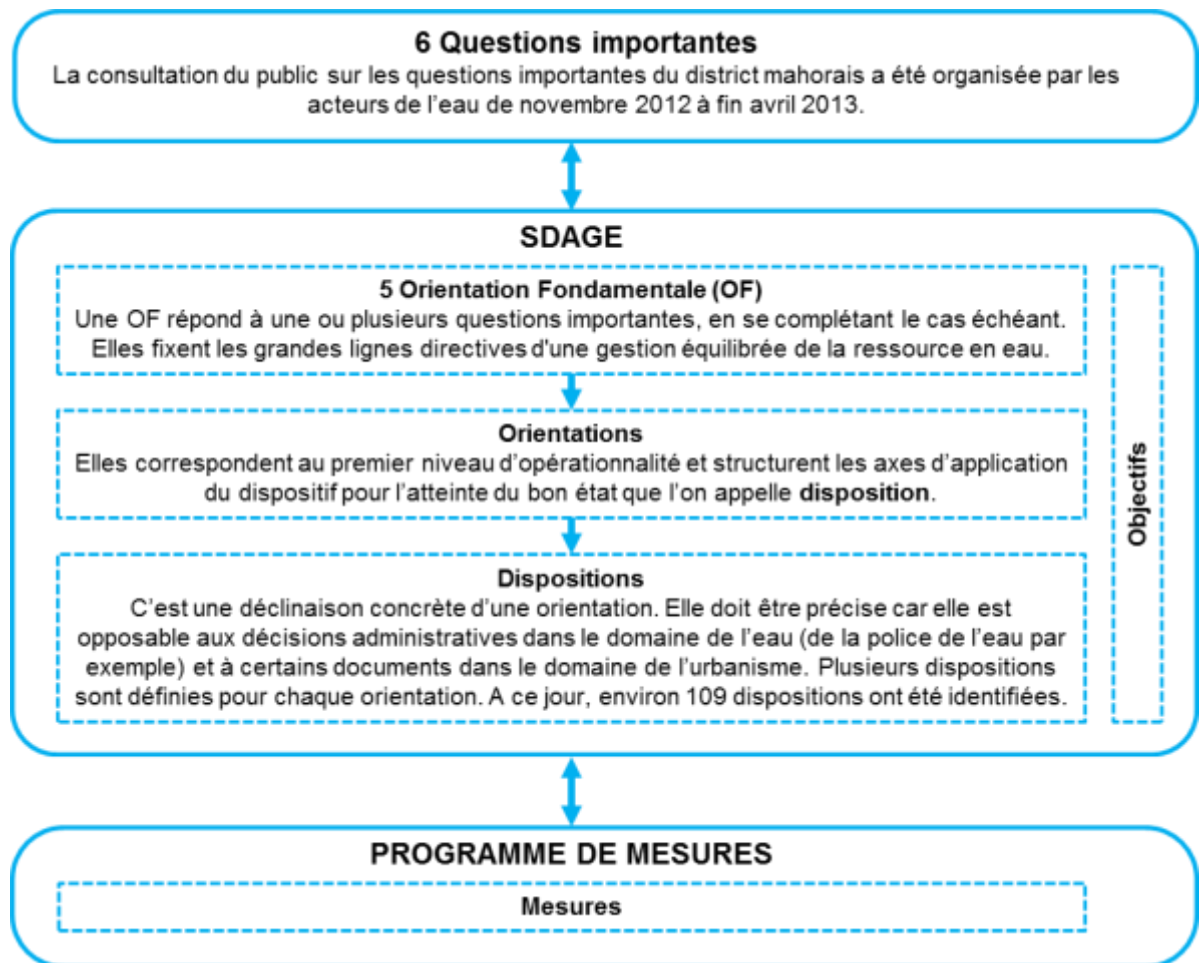 6 Questions importantes
La consultation du public sur les questions importantes du district mahorais a été organisée par les
acteurs de l'eau de novembre 2012 à fin avril 2013.
SDAGE
5 Orientation Fondamentale (OF)
Une OF répond à une ou plusieurs questions importantes, en se complétant le cas échéant.
Elles fixent les grandes lignes directives d'une gestion équilibrée de la ressource en eau.
Orientations
Elles correspondent au premier niveau d'opérationnalité et structurent les axes d'application
du dispositif pour l'atteinte du bon état que l'on appelle disposition.
Dispositions
C'est une déclinaison concrète d'une orientation. Elle doit être précise car elle est
opposable aux décisions administratives dans le domaine de l'eau (de la police de l'eau par
exemple) et à certains documents dans le domaine de l'urbanisme. Plusieurs dispositions
sont définies pour chaque orientation. A ce jour, environ 109 dispositions ont été identifiées.
Objectifs
PROGRAMME DE MESURES
Mesures